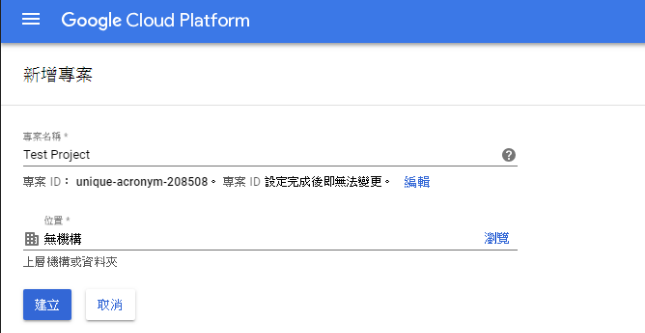 Google Cloud Platform
新增專案
專案名稱 *
Test Project
專案 ID：unique-acronym-208508。專案 ID 設定完成後即無法變更。 編輯
位置 *
無機構 瀏覽
上層機構或資料夾
建立 取消